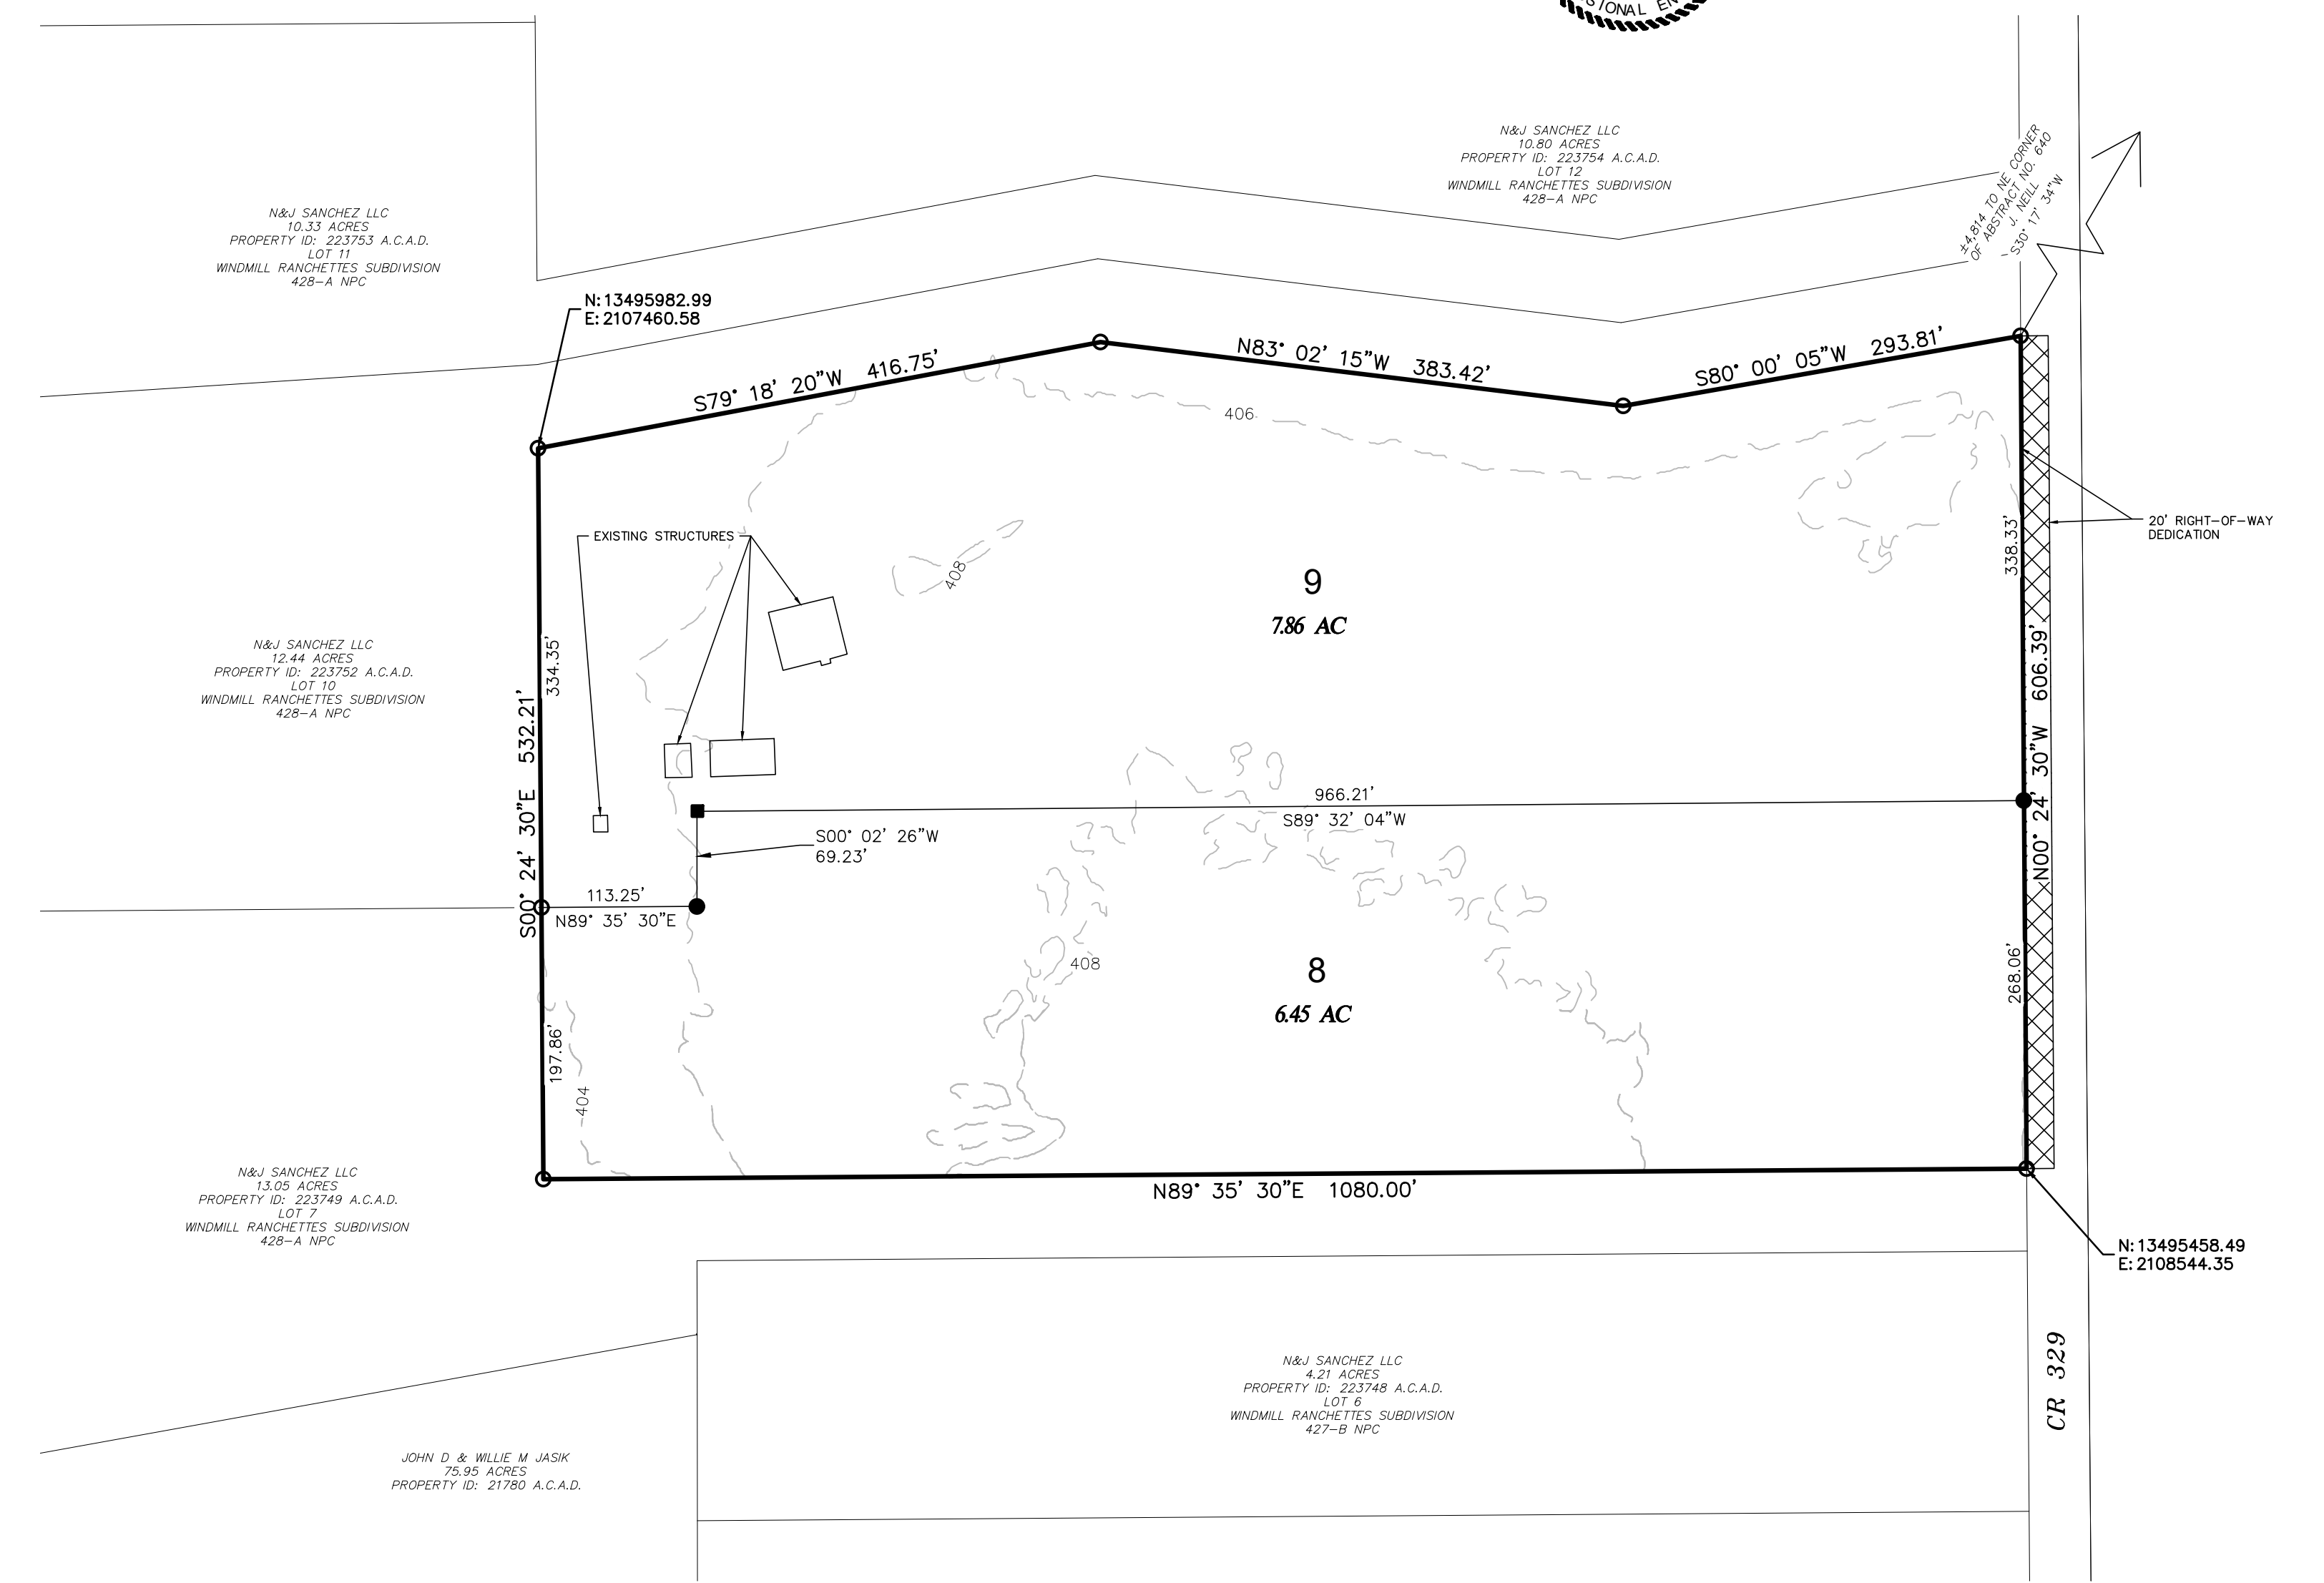 SIONAL EN
N&J SANCHEZ LLC
10.80 ACRES
PROPERTY ID: 223754 A.C.A.D.
LOT 12
WINDMILL RANCHETTES SUBDIVISION
428-A NPC
±4,814 TO NE CORNER
OF ABSTRACT NO. 640
J. NEILL
S30° 17' 34"W
N&J SANCHEZ LLC
10.33 ACRES
PROPERTY ID: 223753 A.C.A.D.
LOT 11
WINDMILL RANCHETTES SUBDIVISION
428-A NPC
N:13495982.99
E:2107460.58
S79° 18' 20"W 416.75'
N83° 02' 15"W 383.42'
S80° 00' 05"W 293.81'
406
EXISTING STRUCTURES
408
9
7.86 AC
338.33'
20' RIGHT-OF-WAY
DEDICATION
N&J SANCHEZ LLC
12.44 ACRES
PROPERTY ID: 223752 A.C.A.D.
LOT 10
WINDMILL RANCHETTES SUBDIVISION
428-A NPC
334.35'
S00° 24' 30"E 532.21'
N00° 24' 30"W 606.39'
966.21'
S89° 32' 04"W
S00° 02' 26"W
69.23'
113.25'
N89° 35' 30"E
408
8
6.45 AC
268.06'
197.86'
404
N&J SANCHEZ LLC
13.05 ACRES
PROPERTY ID: 223749 A.C.A.D.
LOT 7
WINDMILL RANCHETTES SUBDIVISION
428-A NPC
N89° 35' 30"E 1080.00'
N:13495458.49
E:2108544.35
CR 329
N&J SANCHEZ LLC
4.21 ACRES
PROPERTY ID: 223748 A.C.A.D.
LOT 6
WINDMILL RANCHETTES SUBDIVISION
427-B NPC
JOHN D & WILLIE M JASIK
75.95 ACRES
PROPERTY ID: 21780 A.C.A.D.